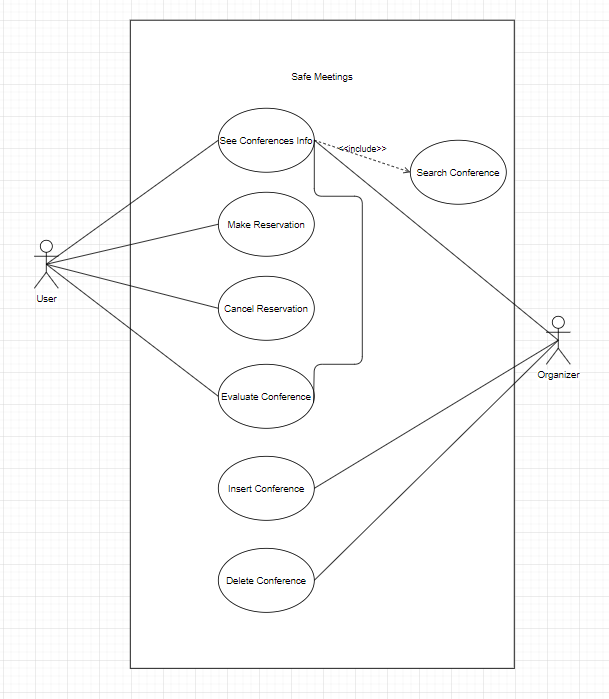 Safe Meetings
See Conferences Info
<<include>>
Search Conference
Make Reservation
User
Cancel Reservation
Organizer
Evaluate Conference
Insert Conference
Delete Conference